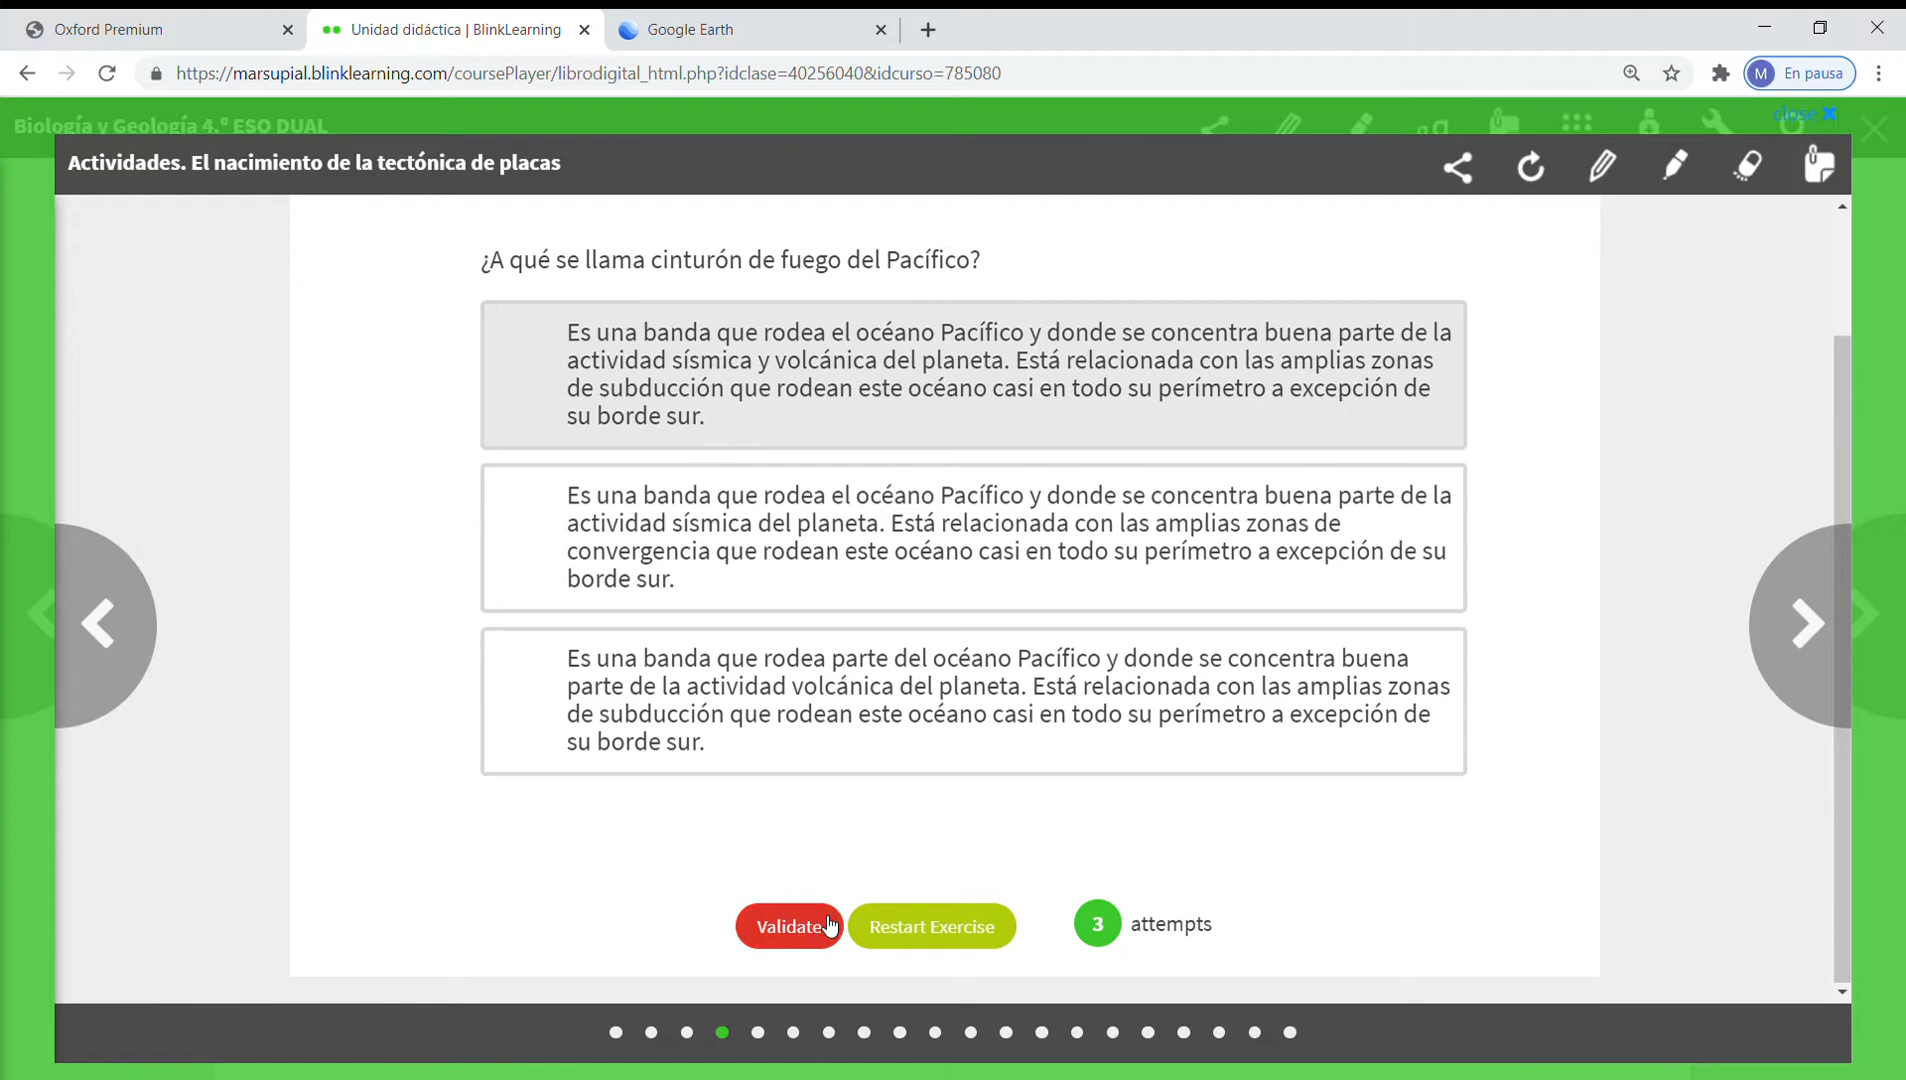 Oxford Premium
Unidad didáctica | BlinkLearning
Google Earth
https://marsupial.blinklearning.com/coursePlayer/librodigital_html.php?idclase=40256040&idcurso=785080
M
En pausa
Biología y Geología 4.º ESO DUAL
close
Actividades. El nacimiento de la tectónica de placas
¿A qué se llama cinturón de fuego del Pacífico?
Es una banda que rodea el océano Pacífico y donde se concentra buena parte de la
actividad sísmica y volcánica del planeta. Está relacionada con las amplias zonas
de subducción que rodean este océano casi en todo su perímetro a excepción de
su borde sur.
Es una banda que rodea el océano Pacífico y donde se concentra buena parte de la
actividad sísmica del planeta. Está relacionada con las amplias zonas de
convergencia que rodean este océano casi en todo su perímetro a excepción de su
borde sur.
Es una banda que rodea parte del océano Pacífico y donde se concentra buena
parte de la actividad volcánica del planeta. Está relacionada con las amplias zonas
de subducción que rodean este océano casi en todo su perímetro a excepción de
su borde sur.
Validate
Restart Exercise
3
attempts